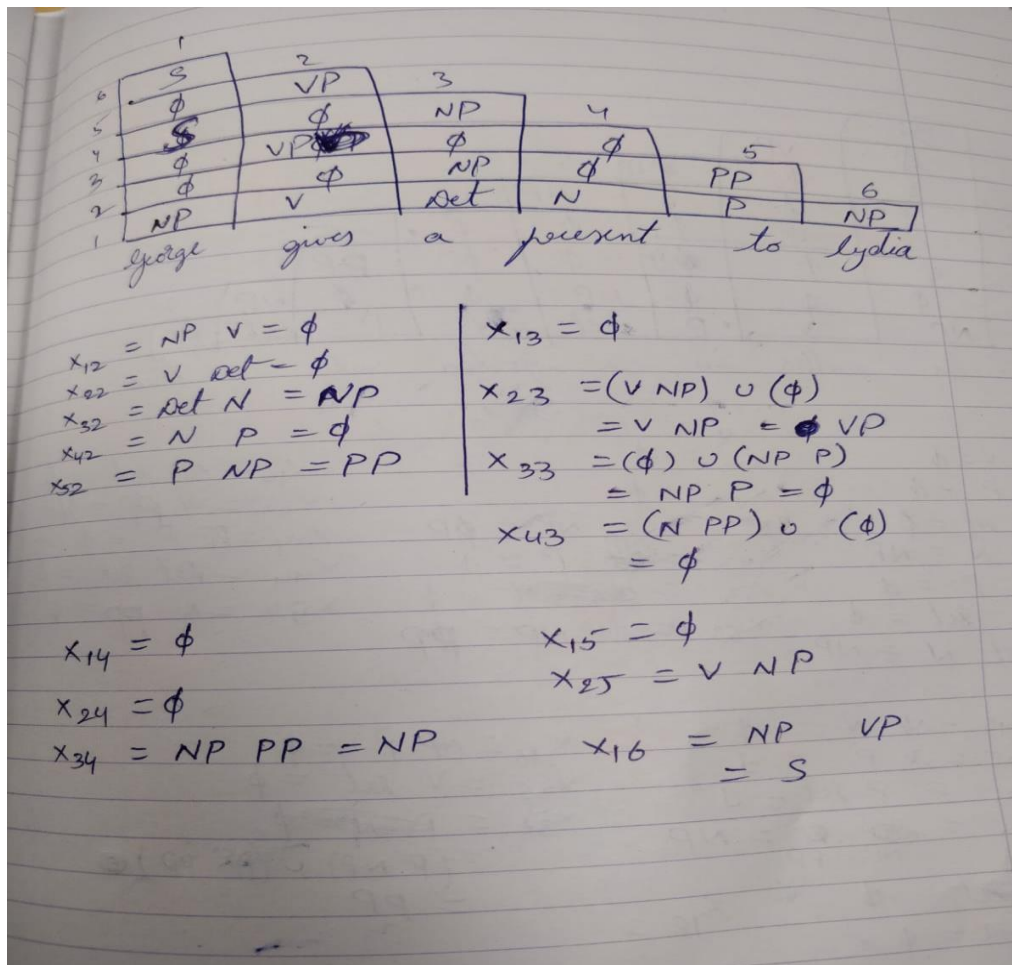 1
6 S 2
5 φ VP 3
4 S φ NP 4
3 φ VP φ φ 5
2 φ φ NP φ PP 6
1 NP V Det N P NP
George gives a present to lydia
x12 = NP V = φ
x22 = V Det = φ
x32 = Det N = NP
x42 = N P = φ
x52 = P NP = PP
x13 = φ
x23 = (V NP) ∪ (φ)
= V NP = VP
x33 = (φ) ∪ (NP P)
= NP P = φ
x43 = (N PP) ∪ (φ)
= φ
x14 = φ
x24 = φ
x34 = NP PP = NP
x15 = φ
x25 = V NP
x16 = NP VP
= S